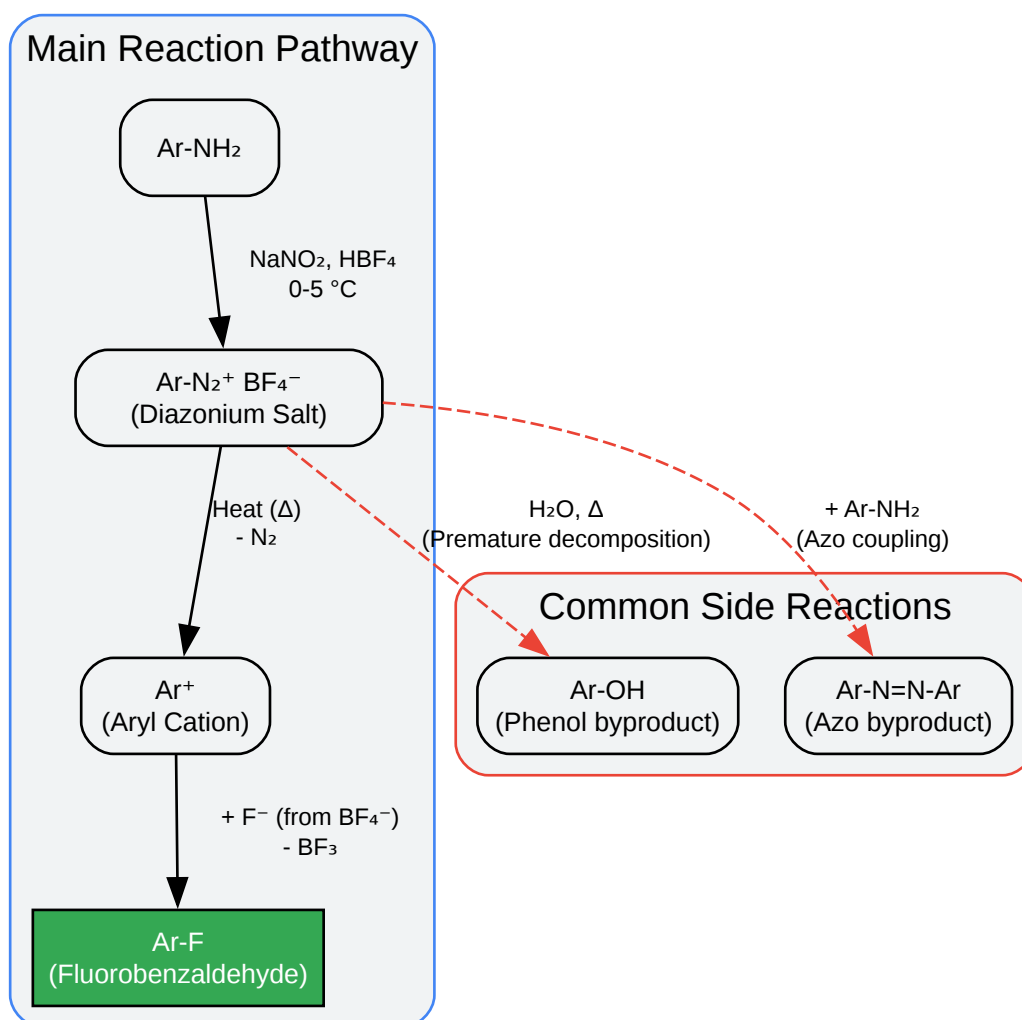 Main Reaction Pathway
Ar-NH₂
NaNO₂, HBF₄
0-5 °C
Ar-N₂⁺ BF₄⁻
(Diazonium Salt)
Heat (Δ)
- N₂
H₂O, Δ
(Premature decomposition)
+ Ar-NH₂
(Azo coupling)
Common Side Reactions
Ar⁺
(Aryl Cation)
Ar-OH
(Phenol byproduct)
Ar-N=N-Ar
(Azo byproduct)
+ F⁻ (from BF₄⁻)
- BF₃
Ar-F
(Fluorobenzaldehyde)